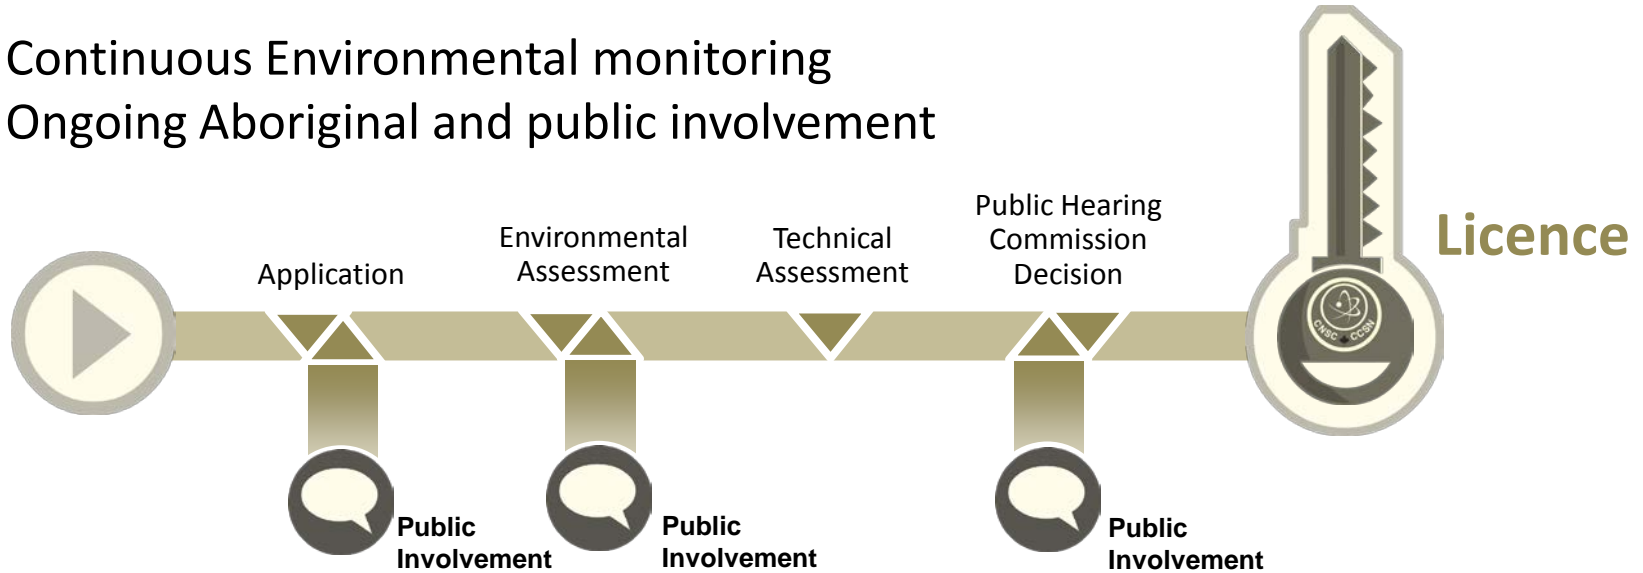 Continuous Environmental monitoring
Ongoing Aboriginal and public involvement
Application
Environmental
Assessment
Technical
Assessment
Public Hearing
Commission
Decision
Licence
CNSC CCSN
Public
Involvement
Public
Involvement
Public
Involvement